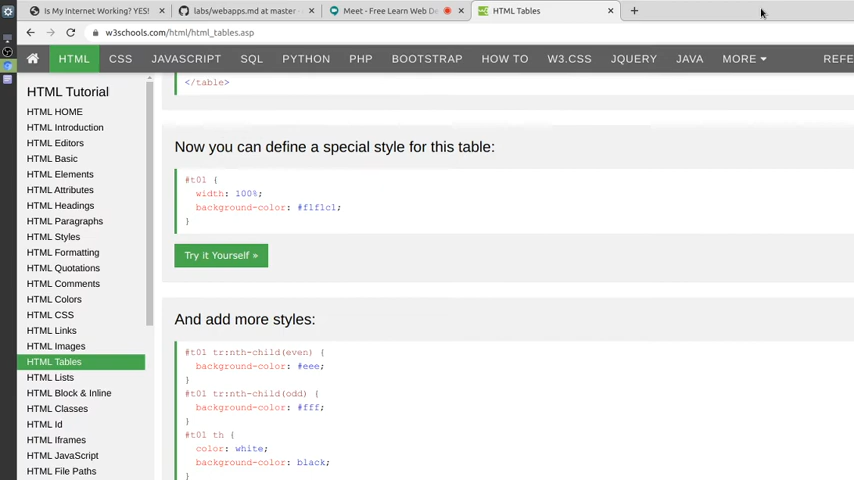 Is My Internet Working? YES!
labs/webapps.md at master
Meet - Free Learn Web De
HTML Tables
w3schools.com/html/html_tables.asp
HTML CSS JAVASCRIPT SQL PYTHON PHP BOOTSTRAP HOW TO W3.CSS JQUERY JAVA MORE REFE
HTML Tutorial
HTML HOME
HTML Introduction
HTML Editors
HTML Basic
HTML Elements
HTML Attributes
HTML Headings
HTML Paragraphs
HTML Styles
HTML Formatting
HTML Quotations
HTML Comments
HTML Colors
HTML CSS
HTML Links
HTML Images
HTML Tables
HTML Lists
HTML Block & Inline
HTML Classes
HTML Id
HTML Iframes
HTML JavaScript
HTML File Paths
</table>
Now you can define a special style for this table:
#t01 {
width: 100%;
background-color: #f1f1c1;
}
Try it Yourself »
And add more styles:
#t01 tr:nth-child(even) {
background-color: #eee;
}
#t01 tr:nth-child(odd) {
background-color: #fff;
}
#t01 th {
color: white;
background-color: black;
}